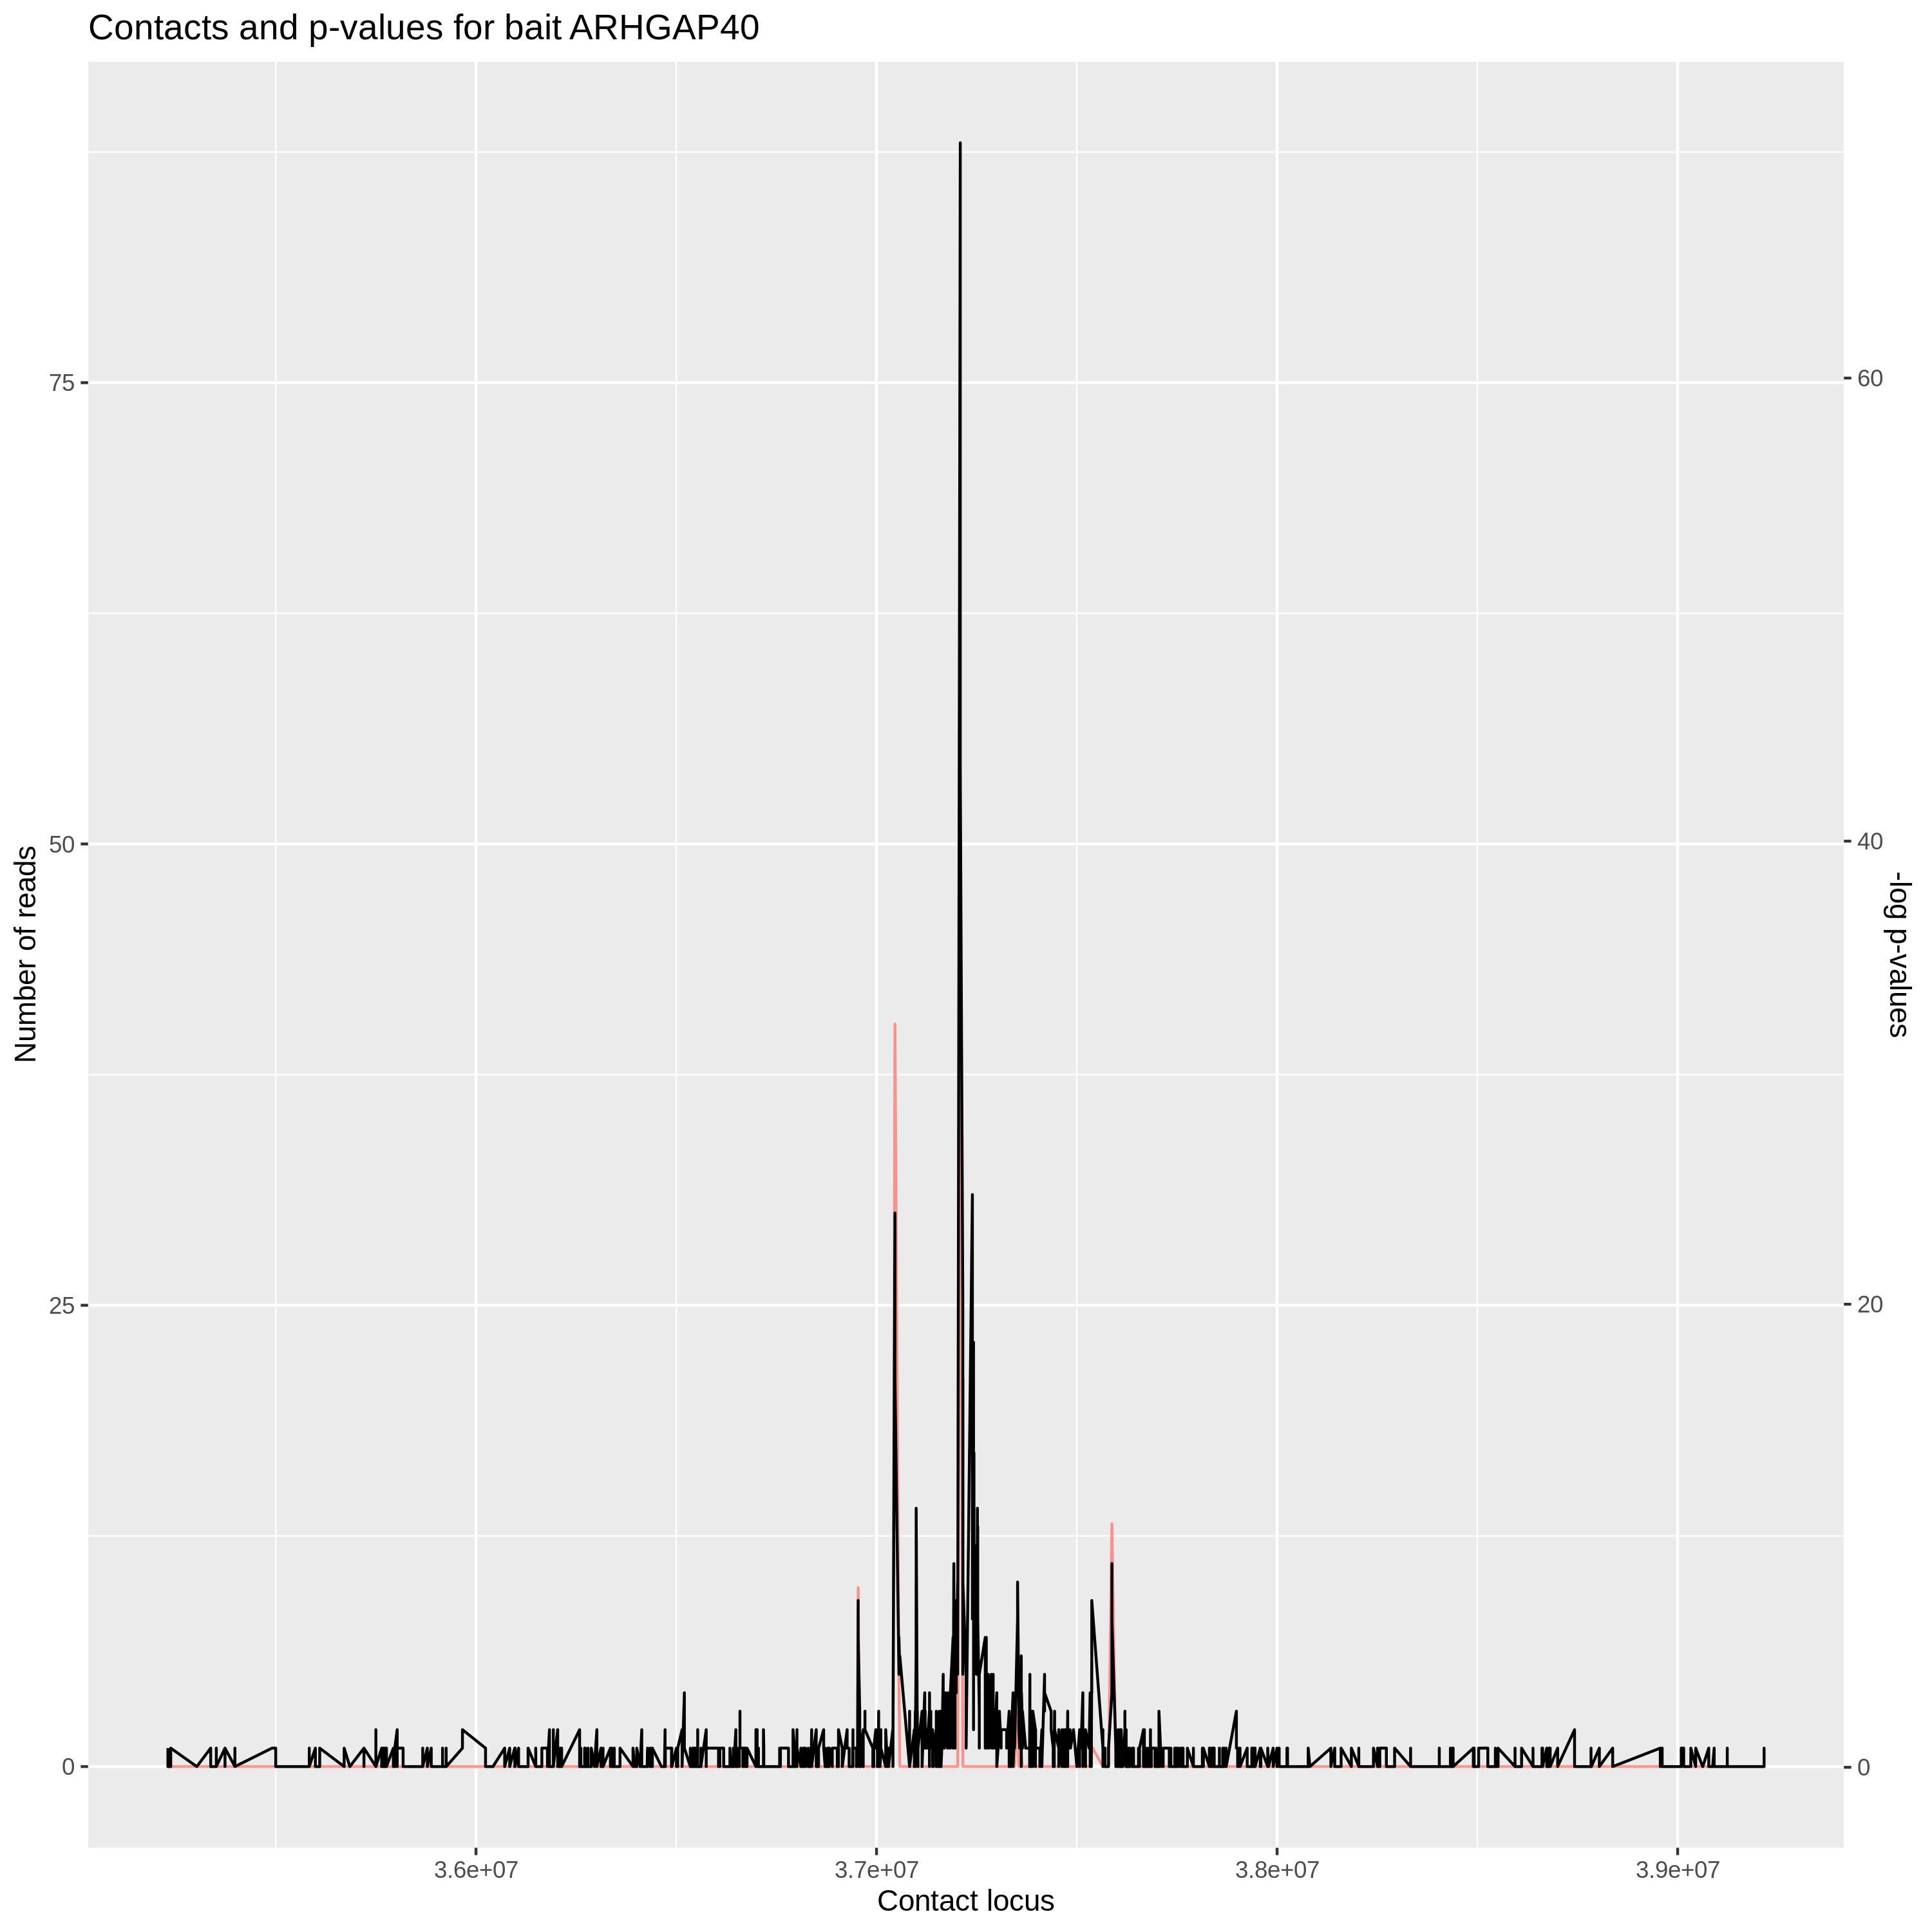 Contacts and p-values for bait ARHGAP40
75
50
25
0
Number of reads
60
40
20
0
-log p-values
3.6e+07
3.7e+07
3.8e+07
3.9e+07
Contact locus